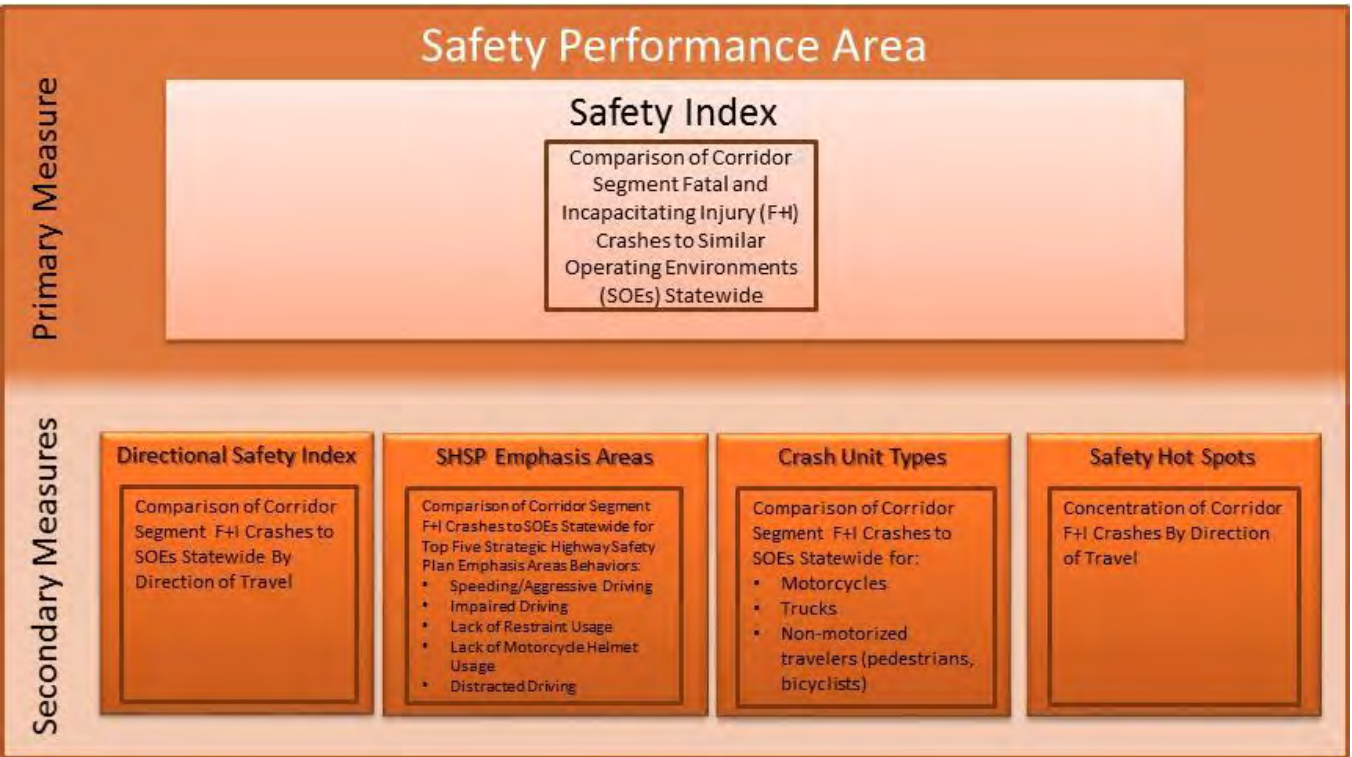 Safety Performance Area
Primary Measure
Safety Index
Comparison of Corridor
Segment Fatal and
Incapacitating Injury (F+I)
Crashes to Similar
Operating Environments
(SOEs) Statewide
Secondary Measures
Directional Safety Index
Comparison of Corridor
Segment F+I Crashes to
SOEs Statewide By
Direction of Travel
SHSP Emphasis Areas
Comparison of Corridor Segment
F+I Crashes to SOEs Statewide for
Top Five Strategic Highway Safety
Plan Emphasis Areas Behaviors:
• Speeding/Aggressive Driving
• Impaired Driving
• Lack of Restraint Usage
• Lack of Motorcycle Helmet
Usage
• Distracted Driving
Crash Unit Types
Comparison of Corridor
Segment F+I Crashes to
SOEs Statewide for:
• Motorcycles
• Trucks
• Non-motorized
travelers (pedestrians,
bicyclists)
Safety Hot Spots
Concentration of Corridor
F+I Crashes By Direction
of Travel